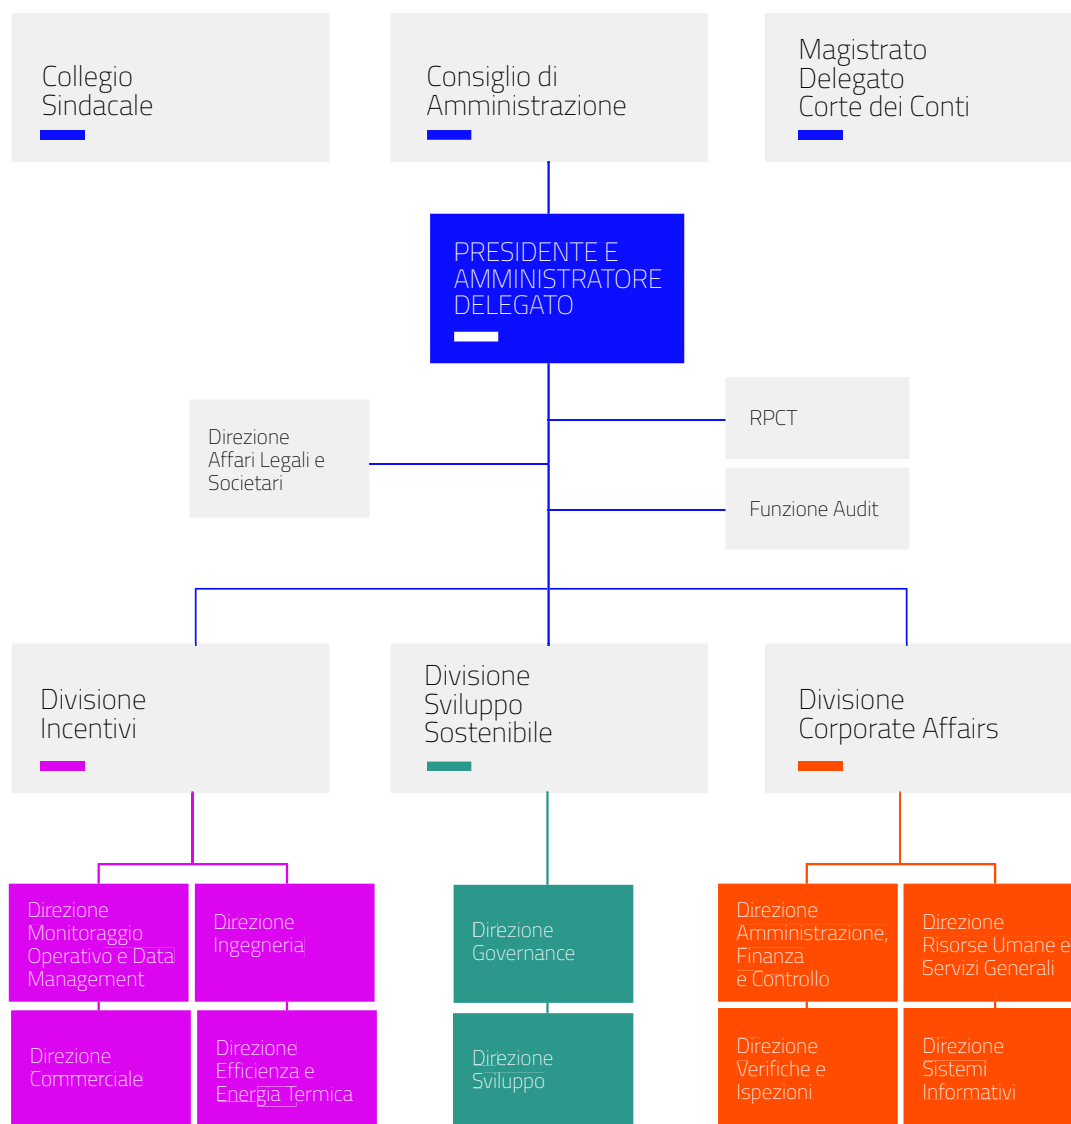 Collegio
Sindacale
Consiglio di
Amministrazione
Magistrato
Delegato
Corte dei Conti
PRESIDENTE E
AMMINISTRATORE
DELEGATO
Direzione
Affari Legali e
Societari
RPCT
Funzione Audit
Divisione
Incentivi
Divisione
Sviluppo
Sostenibile
Divisione
Corporate Affairs
Direzione
Monitoraggio
Operativo e Data
Management
Direzione
Ingegneria
Direzione
Commerciale
Direzione
Efficienza e
Energia Termica
Direzione
Governance
Direzione
Sviluppo
Direzione
Amministrazione,
Finanza
e Controllo
Direzione
Risorse Umane e
Servizi Generali
Direzione
Verifiche e
Ispezioni
Direzione
Sistemi
Informativi